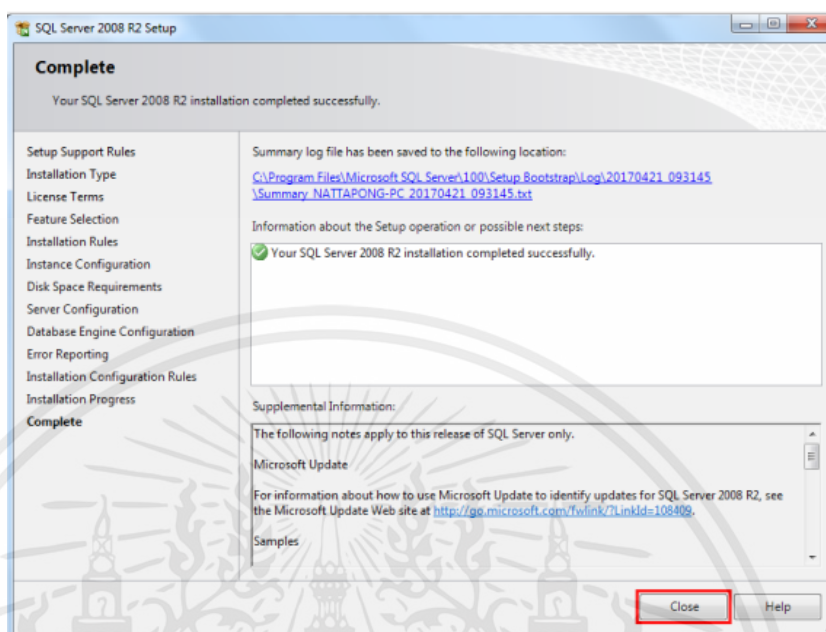 SQL Server 2008 R2 Setup
Complete
Your SQL Server 2008 R2 installation completed successfully.
Setup Support Rules
Installation Type
License Terms
Feature Selection
Installation Rules
Instance Configuration
Disk Space Requirements
Server Configuration
Database Engine Configuration
Error Reporting
Installation Configuration Rules
Installation Progress
Complete
Summary log file has been saved to the following location:
C:\Program Files\Microsoft SQL Server\100\Setup Bootstrap\Log\20170421_093145
\Summary_NATTAPONG-PC_20170421_093145.txt
Information about the Setup operation or possible next steps:
Your SQL Server 2008 R2 installation completed successfully.
Supplemental Information:
The following notes apply to this release of SQL Server only.
Microsoft Update
For information about how to use Microsoft Update to identify updates for SQL Server 2008 R2, see
the Microsoft Update Web site at http://go.microsoft.com/fwlink/?LinkId=108409.
Samples
Close
Help